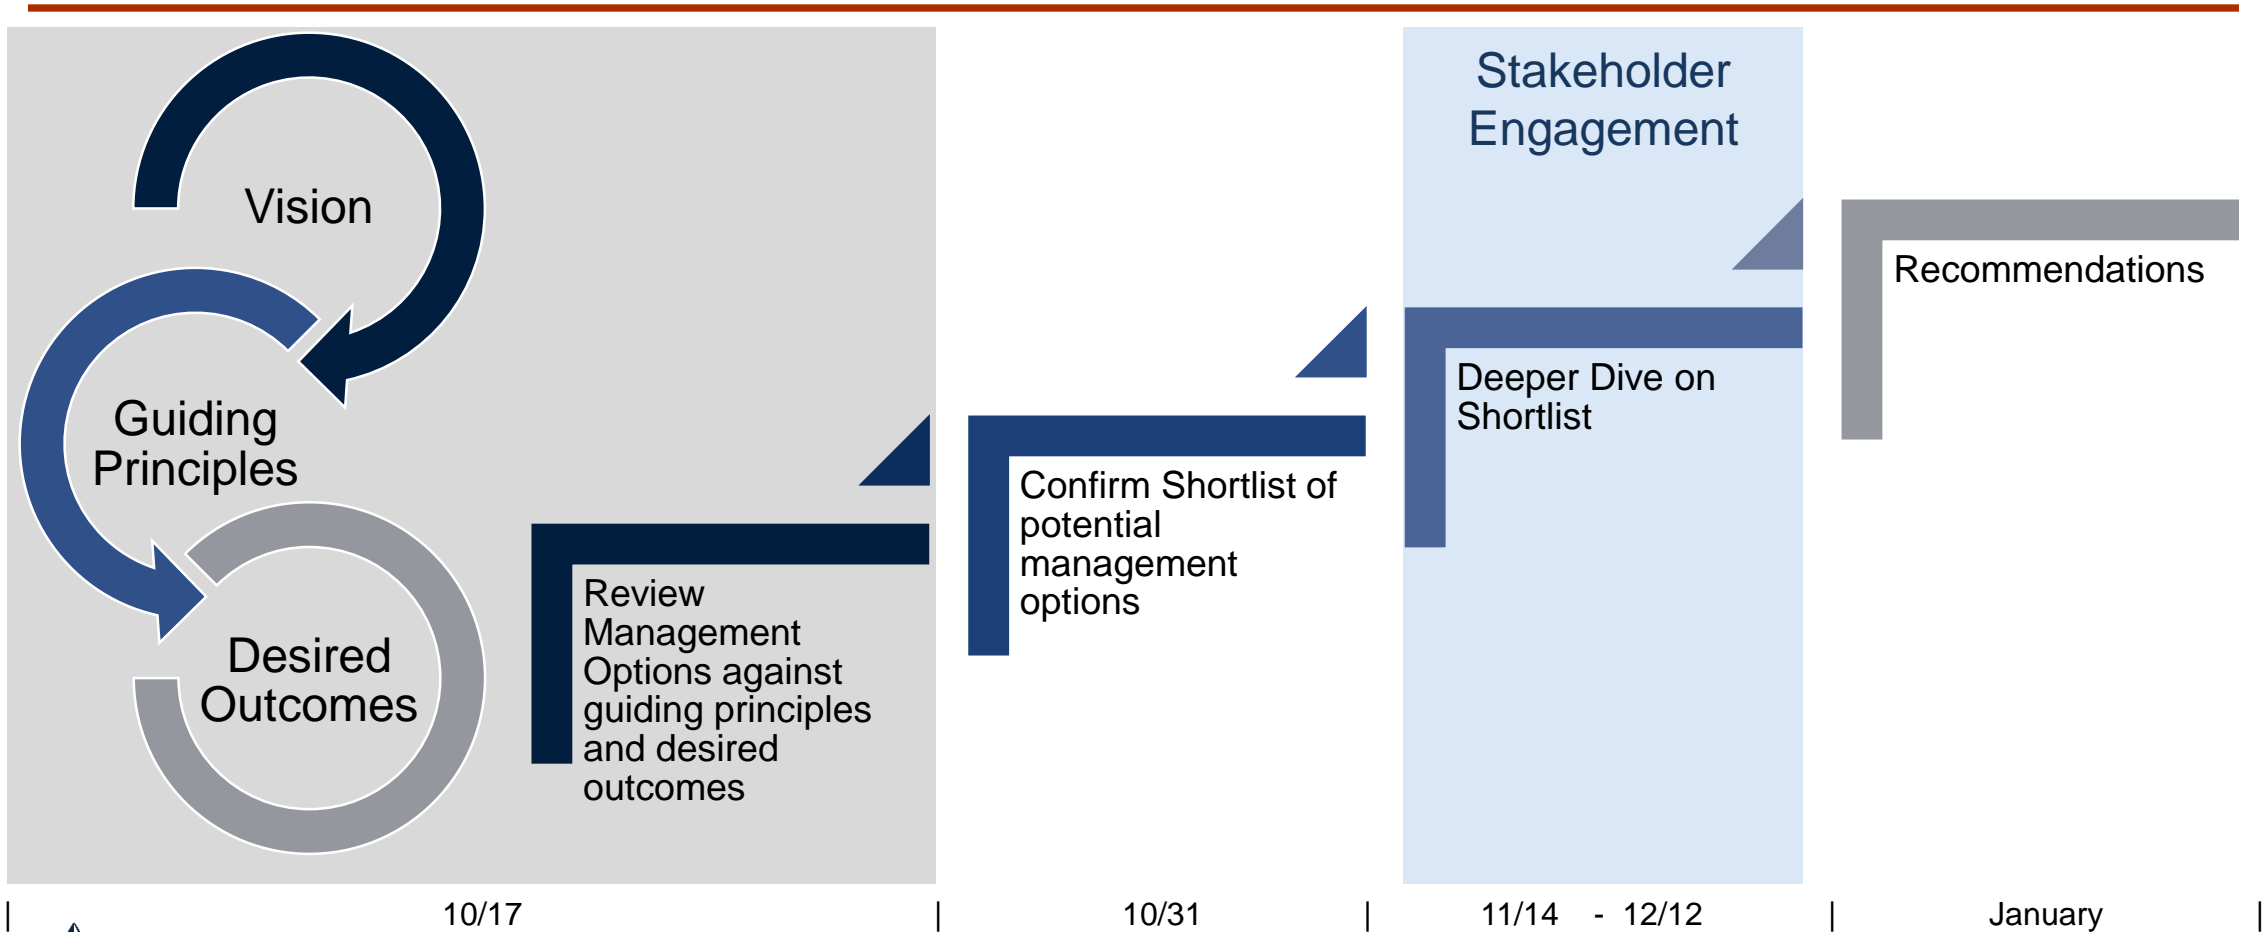 Vision
Guiding
Principles
Desired
Outcomes
Review
Management
Options against
guiding principles
and desired
outcomes
Confirm Shortlist of
potential
management
options
Stakeholder
Engagement
Deeper Dive on
Shortlist
Recommendations
| 10/17 | 10/31 | 11/14 - 12/12 | January |